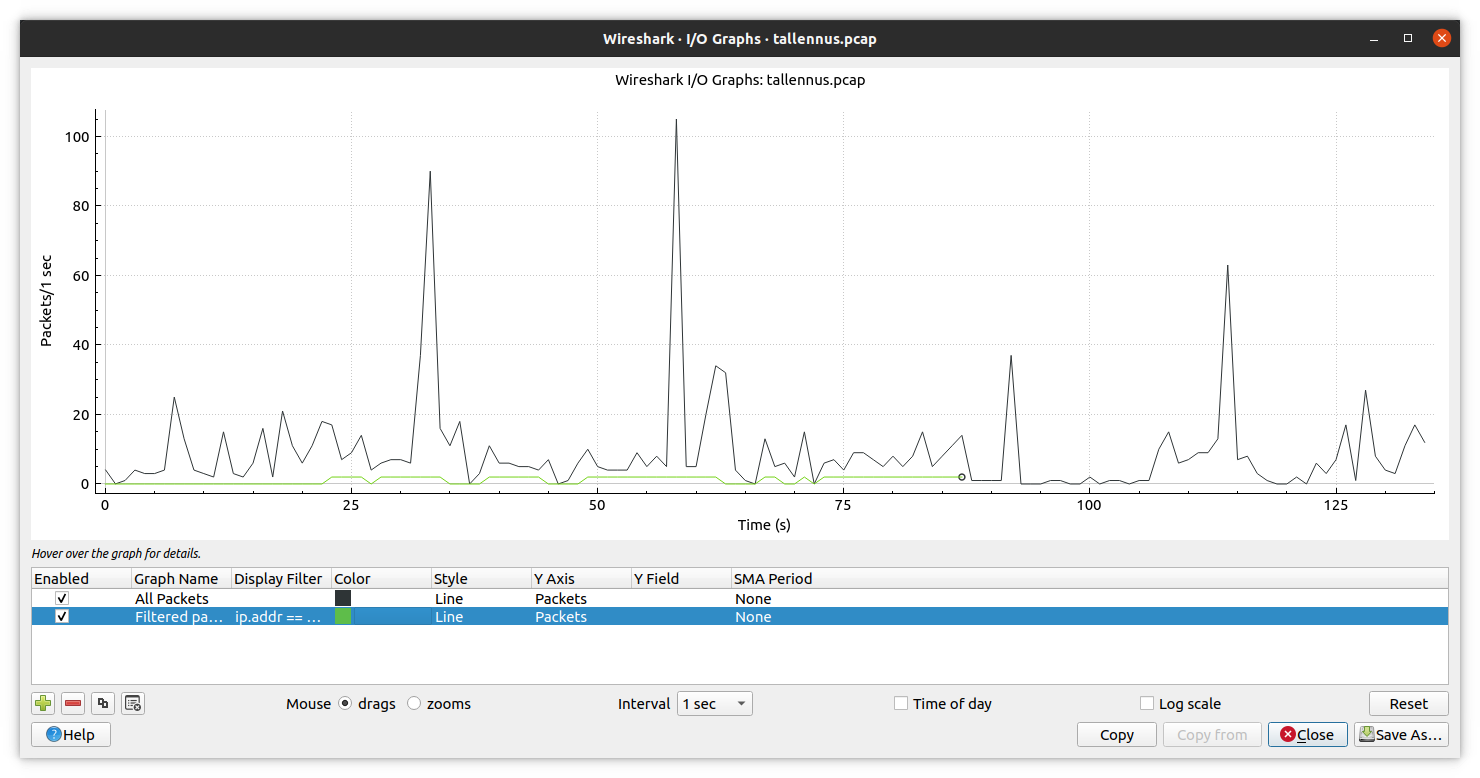 Wireshark · I/O Graphs · tallennus.pcap
Wireshark I/O Graphs: tallennus.pcap
Packets/1 sec
100
80
60
40
20
0
0 25 50 75 100 125
Time (s)
Hover over the graph for details.
Enabled Graph Name Display Filter Color Style Y Axis Y Field SMA Period
All Packets Line Packets None
Filtered pa... ip.addr == ... Line Packets None
Mouse drags zooms Interval 1 sec Time of day Log scale Reset
Help Copy Copy from Close Save As...